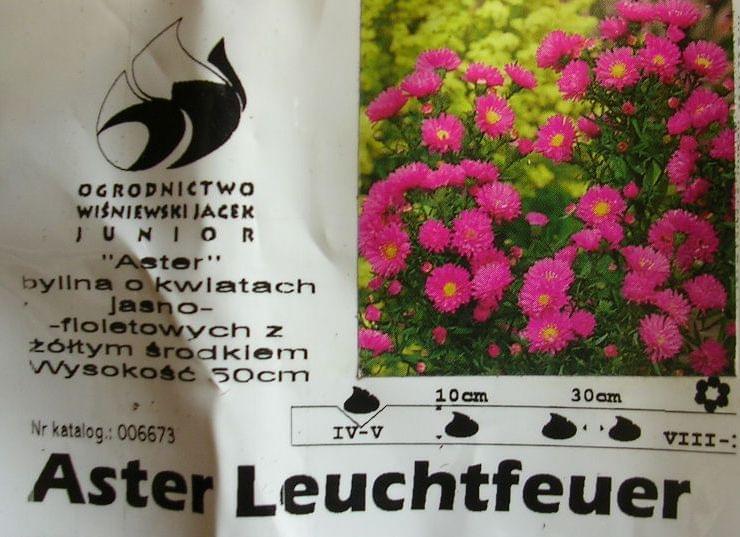 OGRODNICTWO
WIŚNIEWSKI JACEK
JUNIOR
"Aster"
bylina o kwiatach
jasno-
-fioletowych z
żółtym środkiem
Wysokość 50cm
10cm 30cm
IV-V VIII-
Nr katalog.: 006673
Aster Leuchtfeuer